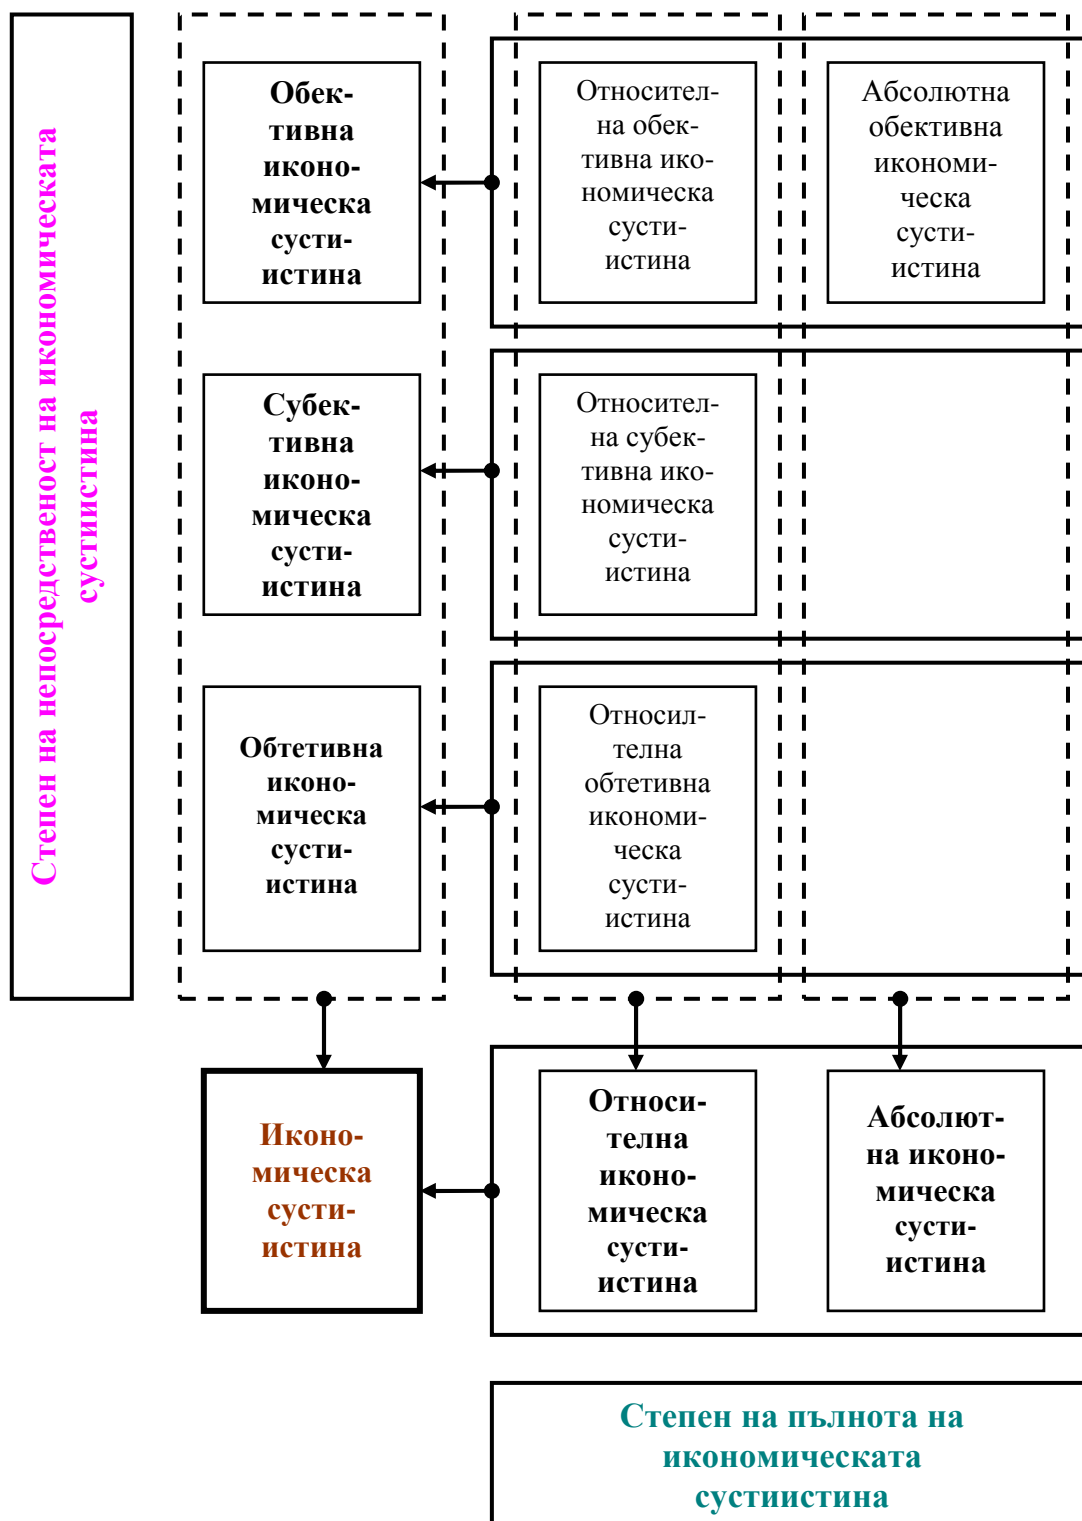 Степен на непосредственост на икономическата
сустиистина
Обек-
тивна
иконо-
мическа
сусти-
истина
Относител-
на обек-
тивна ико-
номическа
сусти-
истина
Абсолютна
обективна
икономи-
ческа
сусти-
истина
Субек-
тивна
иконо-
мическа
сусти-
истина
Относител-
на субек-
тивна ико-
номическа
сусти-
истина
Обтетивна
иконо-
мическа
сусти-
истина
Относил-
телна
обтетивна
икономи-
ческа
сусти-
истина
Иконо-
мическа
сусти-
истина
Относи-
телна
иконо-
мическа
сусти-
истина
Абсолют-
на иконо-
мическа
сусти-
истина
Степен на пълнота на
икономическата
сустиистина